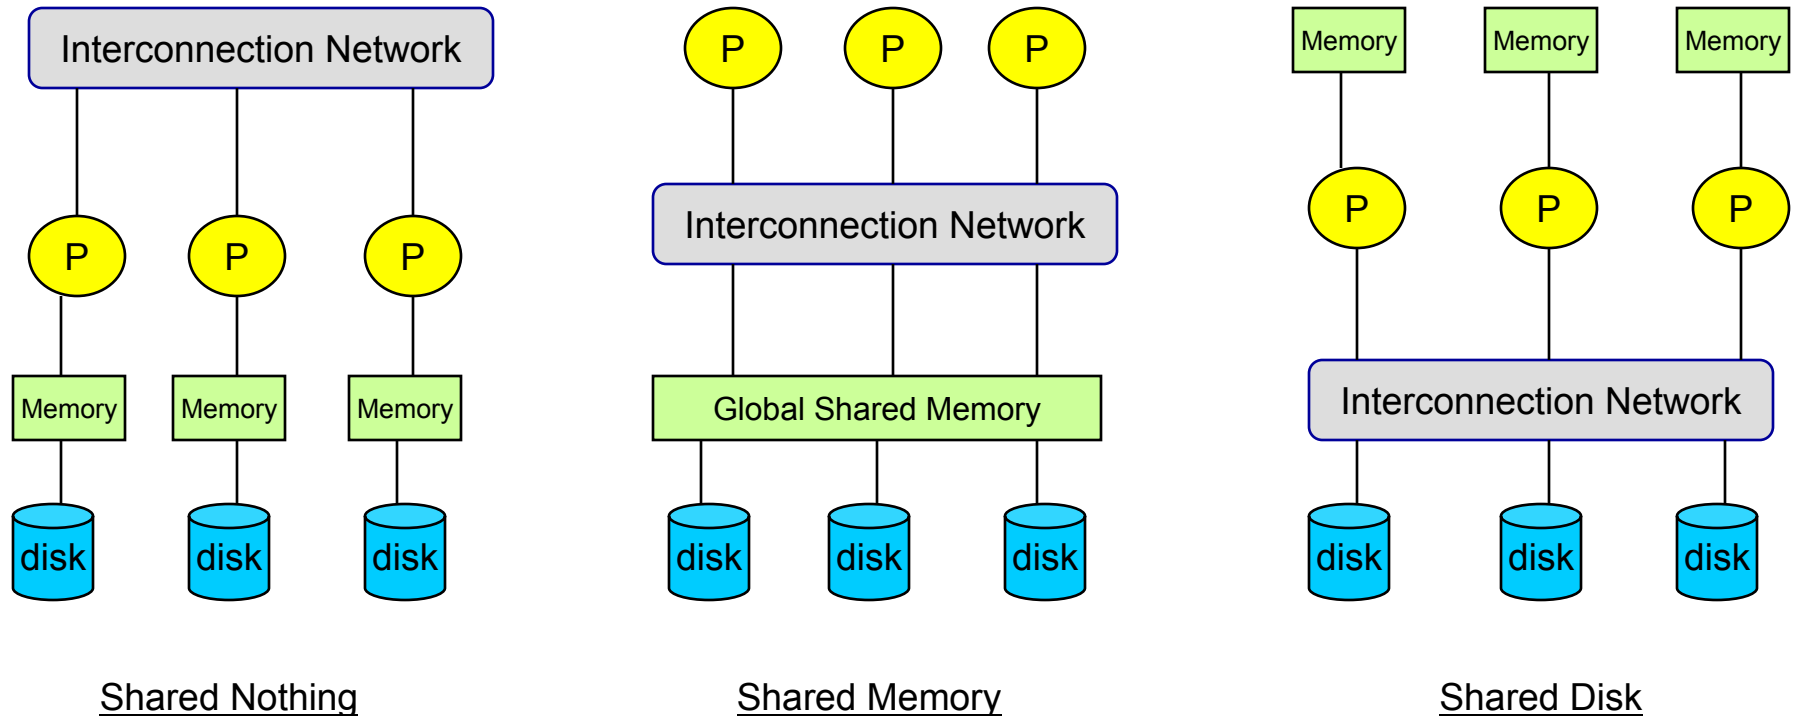 Interconnection Network
P
P
P
Memory
Memory
Memory
disk
disk
disk
Shared Nothing
P
P
P
Interconnection Network
Global Shared Memory
disk
disk
disk
Shared Memory
Memory
Memory
Memory
P
P
P
Interconnection Network
disk
disk
disk
Shared Disk